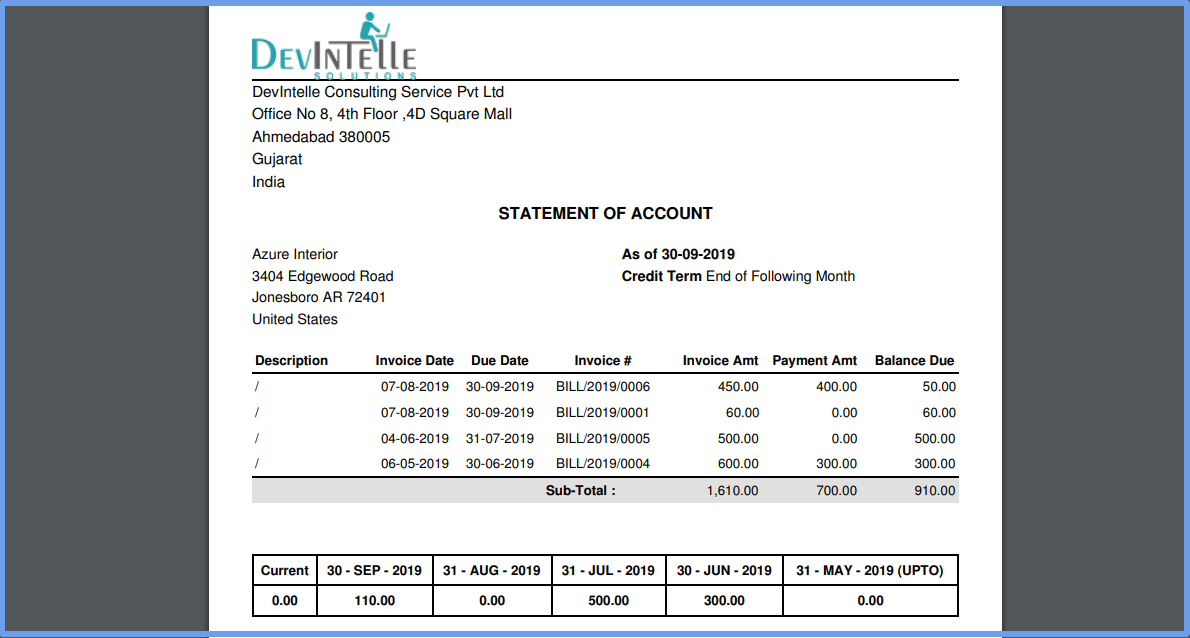 DEVINTELLE
SOLUTIONS
DevIntelle Consulting Service Pvt Ltd
Office No 8, 4th Floor ,4D Square Mall
Ahmedabad 380005
Gujarat
India
STATEMENT OF ACCOUNT
Azure Interior
3404 Edgewood Road
Jonesboro AR 72401
United States
As of 30-09-2019
Credit Term End of Following Month
Description Invoice Date Due Date Invoice # Invoice Amt Payment Amt Balance Due
/ 07-08-2019 30-09-2019 BILL/2019/0006 450.00 400.00 50.00
/ 07-08-2019 30-09-2019 BILL/2019/0001 60.00 0.00 60.00
/ 04-06-2019 31-07-2019 BILL/2019/0005 500.00 0.00 500.00
/ 06-05-2019 30-06-2019 BILL/2019/0004 600.00 300.00 300.00
Sub-Total : 1,610.00 700.00 910.00
Current 30 - SEP - 2019 31 - AUG - 2019 31 - JUL - 2019 30 - JUN - 2019 31 - MAY - 2019 (UPTO)
0.00 110.00 0.00 500.00 300.00 0.00